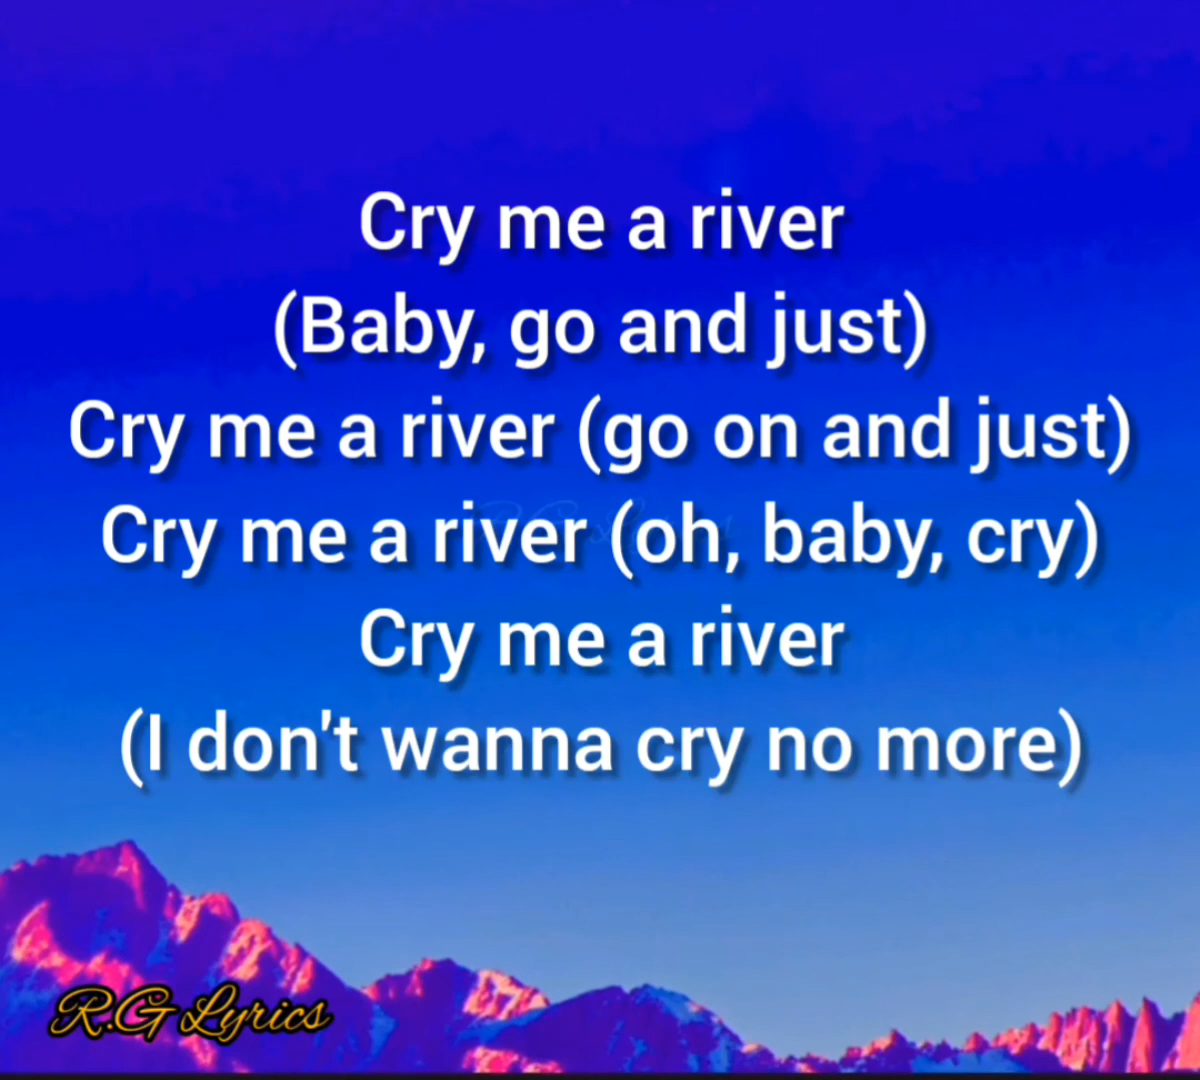 Cry me a river
(Baby, go and just)
Cry me a river (go on and just)
Cry me a river (oh, baby, cry)
Cry me a river
(I don't wanna cry no more)
R.G Lyrics